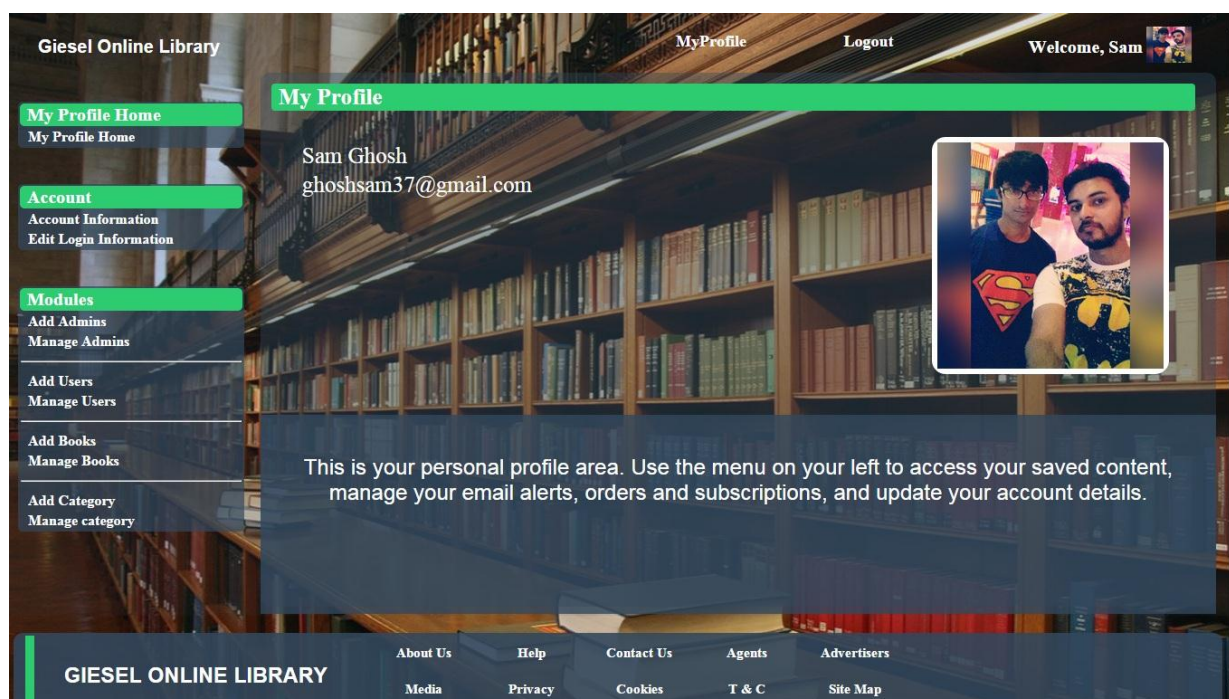 Giesel Online Library
MyProfile
Logout
Welcome, Sam
My Profile Home
My Profile Home
Account
Account Information
Edit Login Information
Modules
Add Admins
Manage Admins
Add Users
Manage Users
Add Books
Manage Books
Add Category
Manage category
My Profile
Sam Ghosh
ghoshsam37@gmail.com
This is your personal profile area. Use the menu on your left to access your saved content,
manage your email alerts, orders and subscriptions, and update your account details.
GIESEL ONLINE LIBRARY
About Us
Help
Contact Us
Agents
Advertisers
Media
Privacy
Cookies
T & C
Site Map